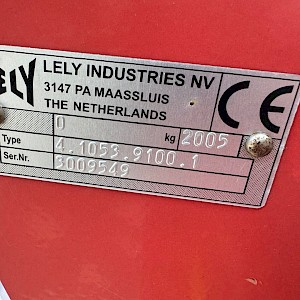 LELY LELY INDUSTRIES NV
3147 PA MAASSLUIS
THE NETHERLANDS
CE
0 kg 2005
Type 4.1053.9100.1
Ser.Nr. 3009549